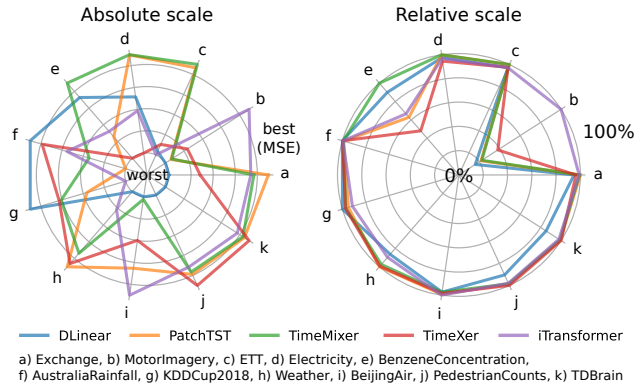 Absolute scale
Relative scale
d
c
e
b
best
(MSE)
f
worst
a
g
k
h
j
i
d
c
e
b
100%
f
0%
a
g
k
h
j
i
DLinear PatchTST TimeMixer TimeXer iTransformer
a) Exchange, b) MotorImagery, c) ETT, d) Electricity, e) BenzeneConcentration,
f) AustraliaRainfall, g) KDDCup2018, h) Weather, i) BeijingAir, j) PedestrianCounts, k) TDBrain